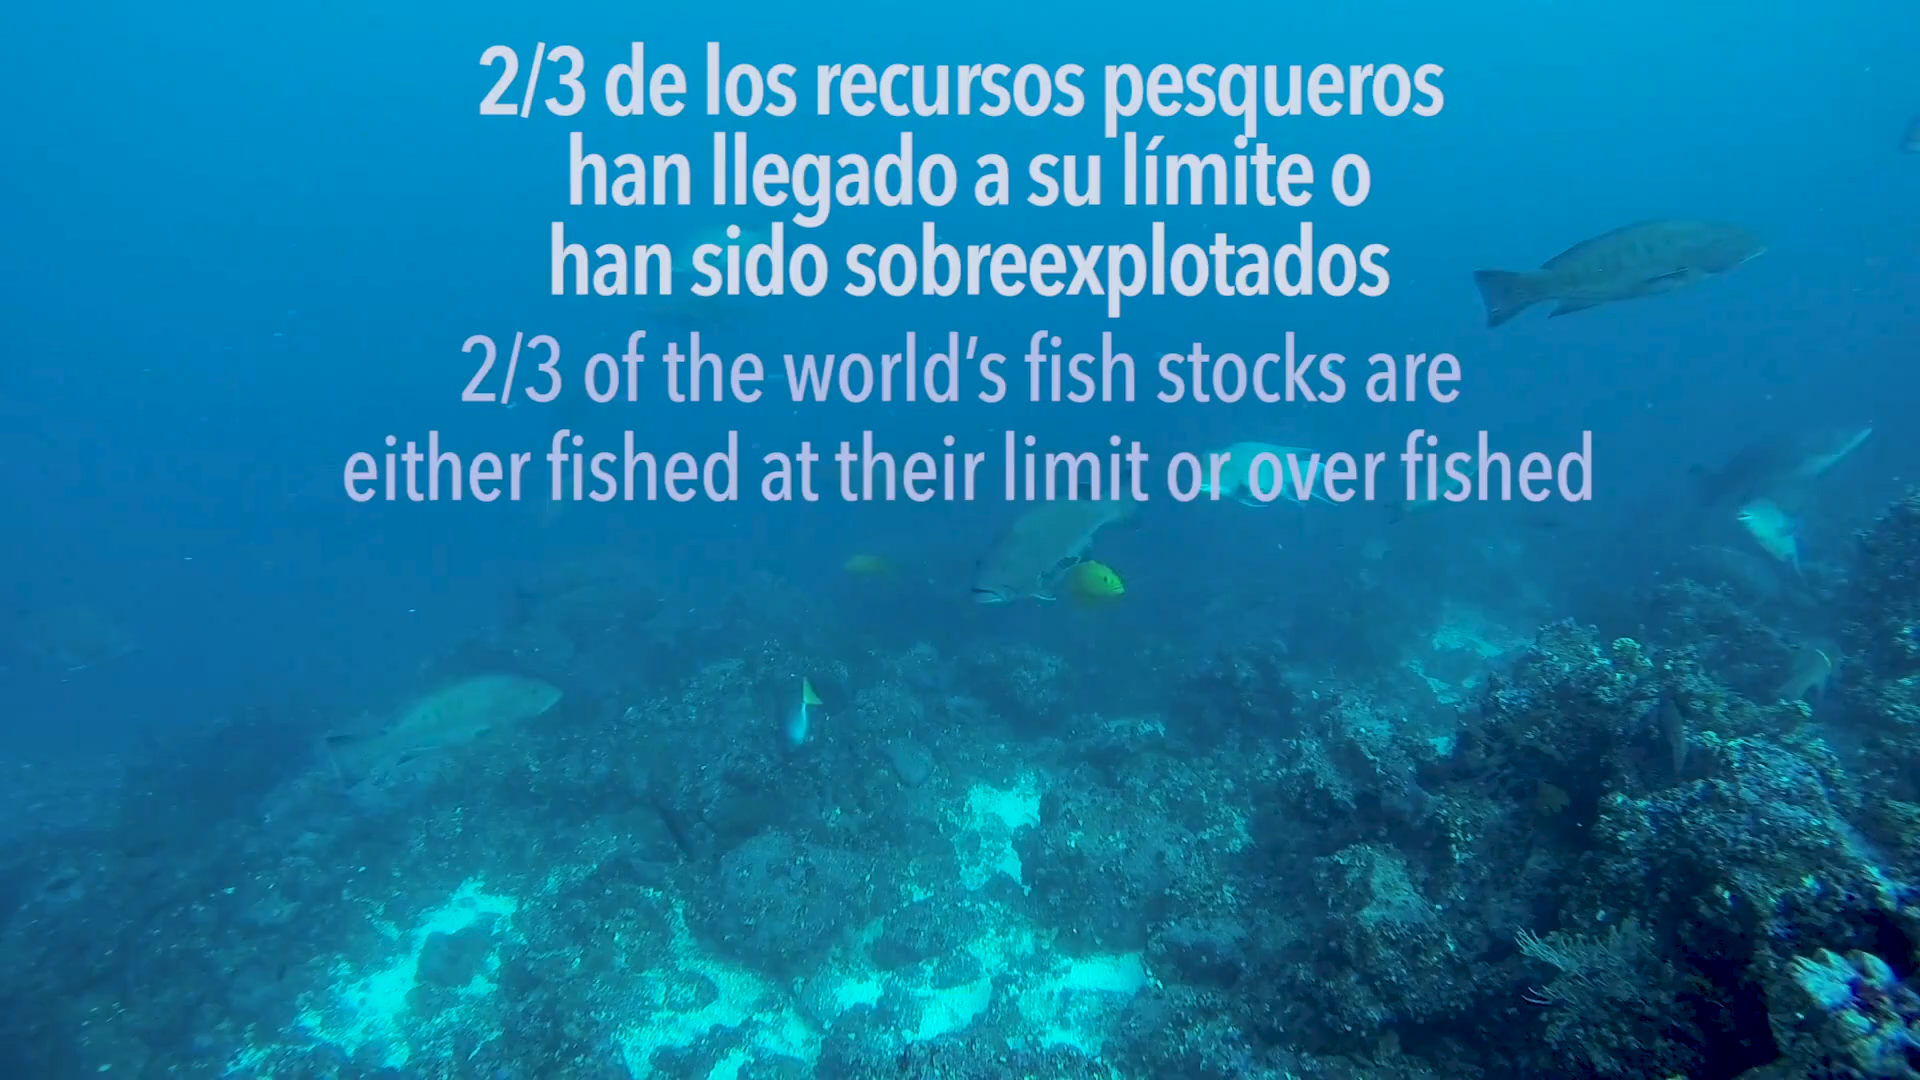 2/3 de los recursos pesqueros
han llegado a su límite o
han sido sobreexplotados
2/3 of the world’s fish stocks are
either fished at their limit or over fished